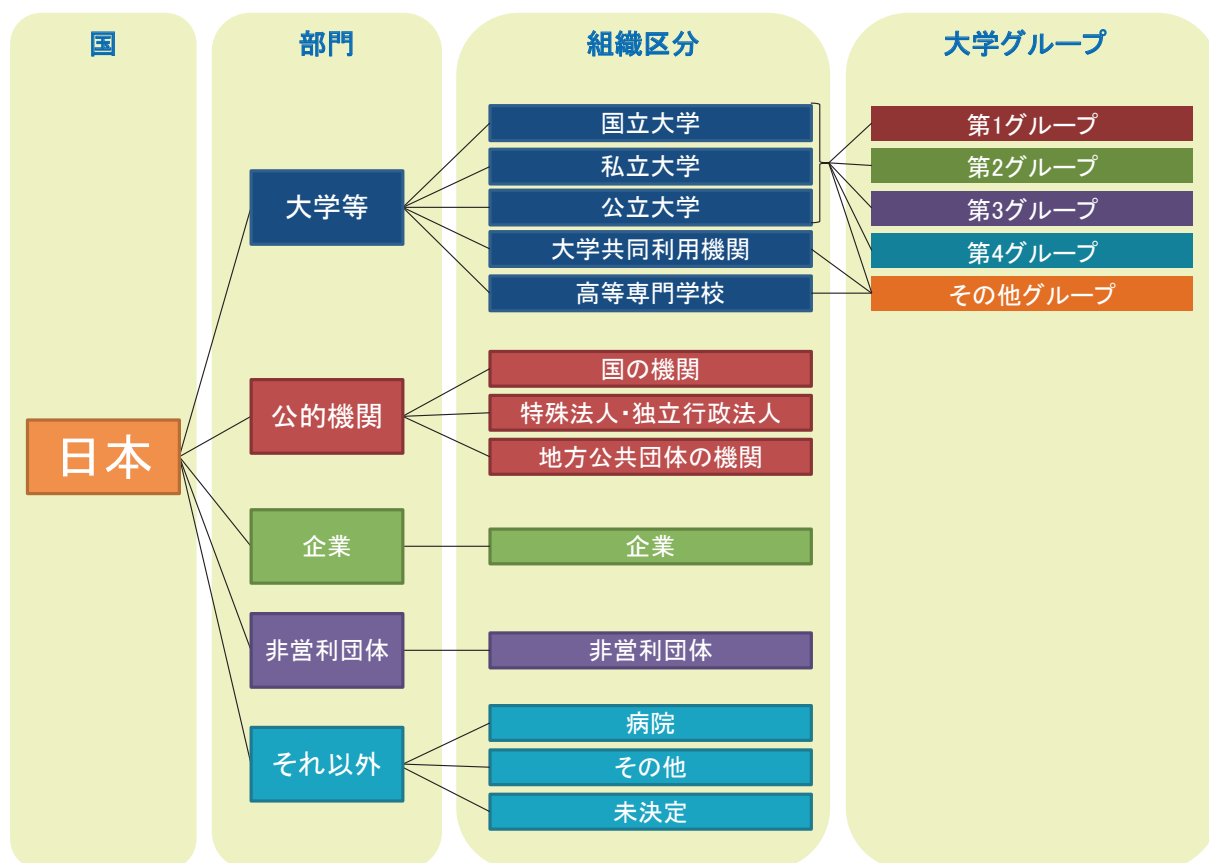 国
部門
組織区分
大学グループ
日本
大学等
国立大学
私立大学
公立大学
大学共同利用機関
高等専門学校
第1グループ
第2グループ
第3グループ
第4グループ
その他グループ
公的機関
国の機関
特殊法人・独立行政法人
地方公共団体の機関
企業
企業
非営利団体
非営利団体
それ以外
病院
その他
未決定